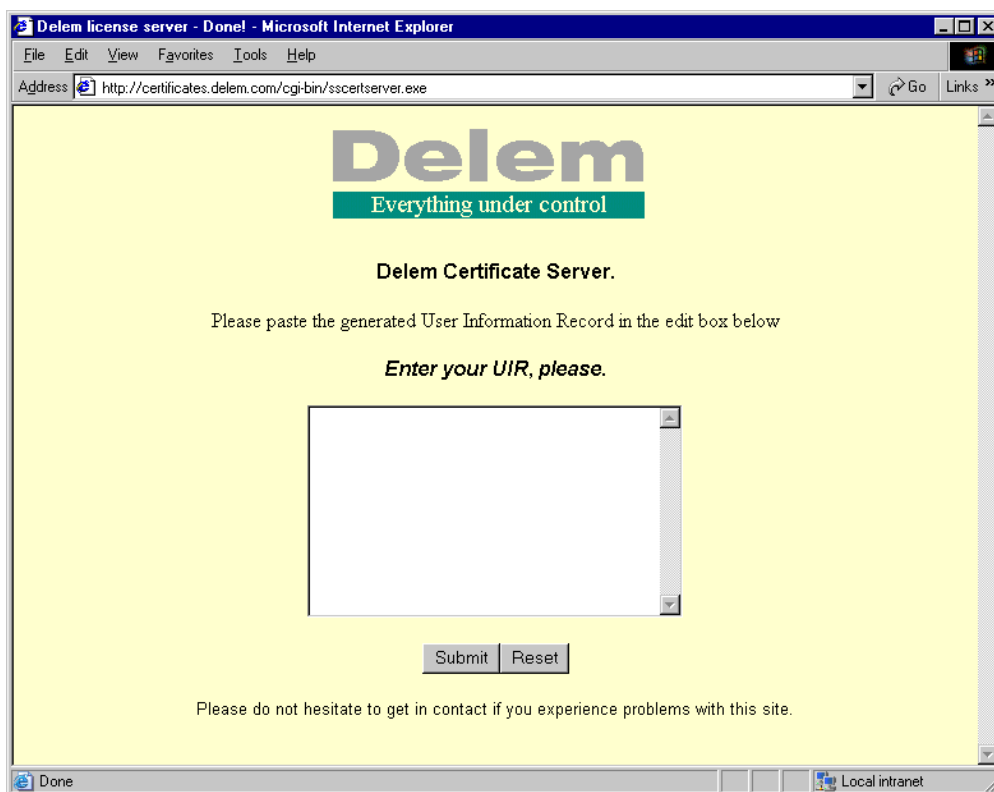 Delem license server - Done! - Microsoft Internet Explorer
File Edit View Favorites Tools Help
Address http://certificates.delem.com/cgi-bin/sscertserver.exe Go Links »
Delem
Everything under control
Delem Certificate Server.
Please paste the generated User Information Record in the edit box below
Enter your UIR, please.
Submit Reset
Please do not hesitate to get in contact if you experience problems with this site.
Done Local intranet